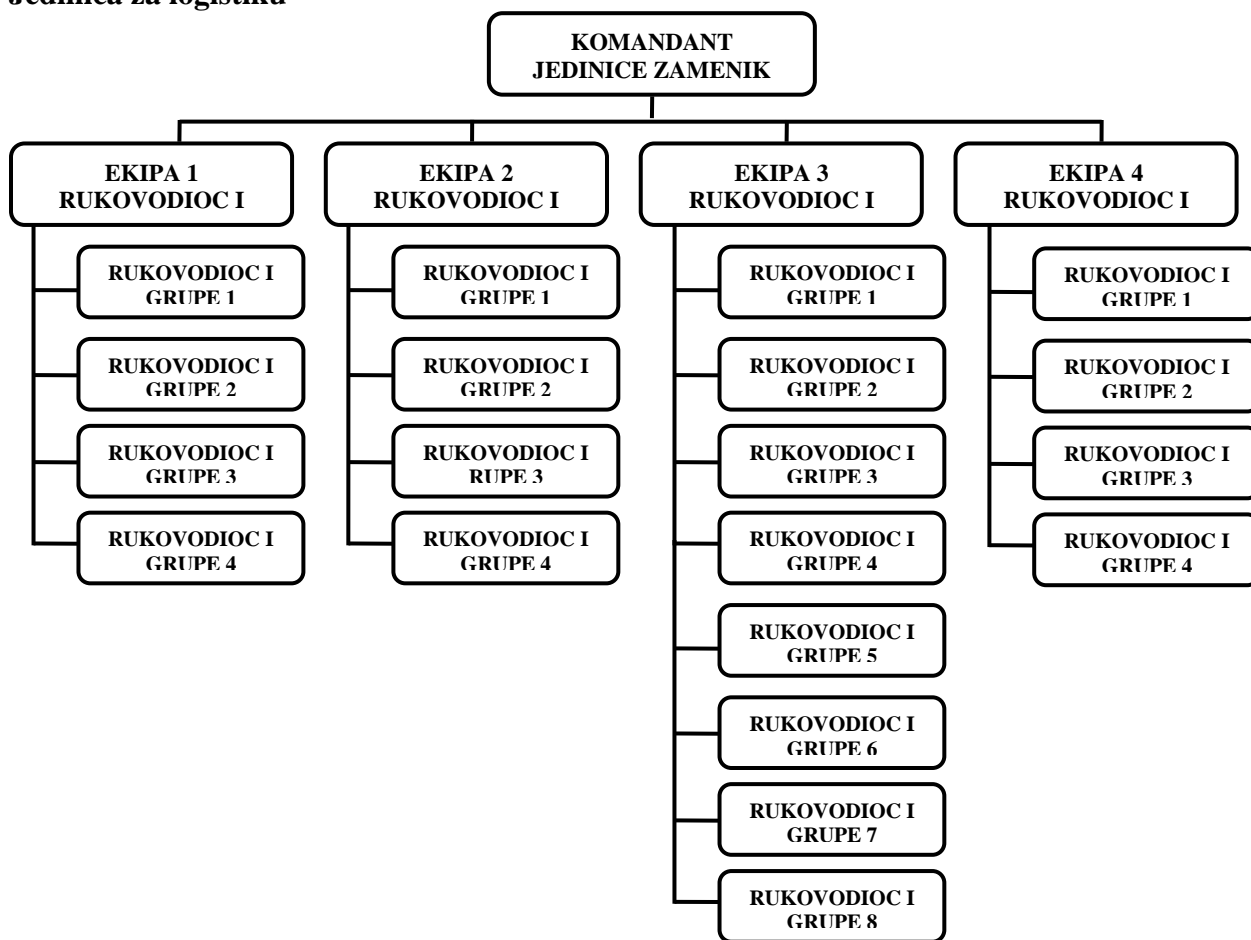 Jedinica za logistiku
KOMANDANT
JEDINICE ZAMENIK
EKIPA 1
RUKOVODIOC I
RUKOVODIOC I
GRUPE 1
RUKOVODIOC I
GRUPE 2
RUKOVODIOC I
GRUPE 3
RUKOVODIOC I
GRUPE 4
EKIPA 2
RUKOVODIOC I
RUKOVODIOC I
GRUPE 1
RUKOVODIOC I
GRUPE 2
RUKOVODIOC I
RUPE 3
RUKOVODIOC I
GRUPE 4
EKIPA 3
RUKOVODIOC I
RUKOVODIOC I
GRUPE 1
RUKOVODIOC I
GRUPE 2
RUKOVODIOC I
GRUPE 3
RUKOVODIOC I
GRUPE 4
RUKOVODIOC I
GRUPE 5
RUKOVODIOC I
GRUPE 6
RUKOVODIOC I
GRUPE 7
RUKOVODIOC I
GRUPE 8
EKIPA 4
RUKOVODIOC I
RUKOVODIOC I
GRUPE 1
RUKOVODIOC I
GRUPE 2
RUKOVODIOC I
GRUPE 3
RUKOVODIOC I
GRUPE 4